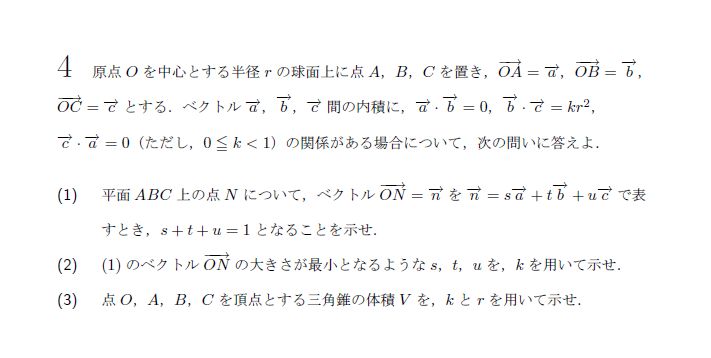 4 原点 O を中心とする半径 r の球面上に点 A，B，C を置き，$\overrightarrow{OA} = \overrightarrow{a}$，$\overrightarrow{OB} = \overrightarrow{b}$，
$\overrightarrow{OC} = \overrightarrow{c}$ とする．ベクトル $\overrightarrow{a}$，$\overrightarrow{b}$，$\overrightarrow{c}$ 間の内積に，$\overrightarrow{a} \cdot \overrightarrow{b} = 0$，$\overrightarrow{b} \cdot \overrightarrow{c} = kr^2$，
$\overrightarrow{c} \cdot \overrightarrow{a} = 0$（ただし，$0 \leqq k < 1$）の関係がある場合について，次の問いに答えよ．
(1) 平面 ABC 上の点 N について，ベクトル $\overrightarrow{ON} = \overrightarrow{n}$ を $\overrightarrow{n} = s\overrightarrow{a} + t\overrightarrow{b} + u\overrightarrow{c}$ で表
すとき，$s + t + u = 1$ となることを示せ．
(2) (1) のベクトル $\overrightarrow{ON}$ の大きさが最小となるような s，t，u を，k を用いて示せ．
(3) 点 O，A，B，C を頂点とする三角錐の体積 V を，k と r を用いて示せ．